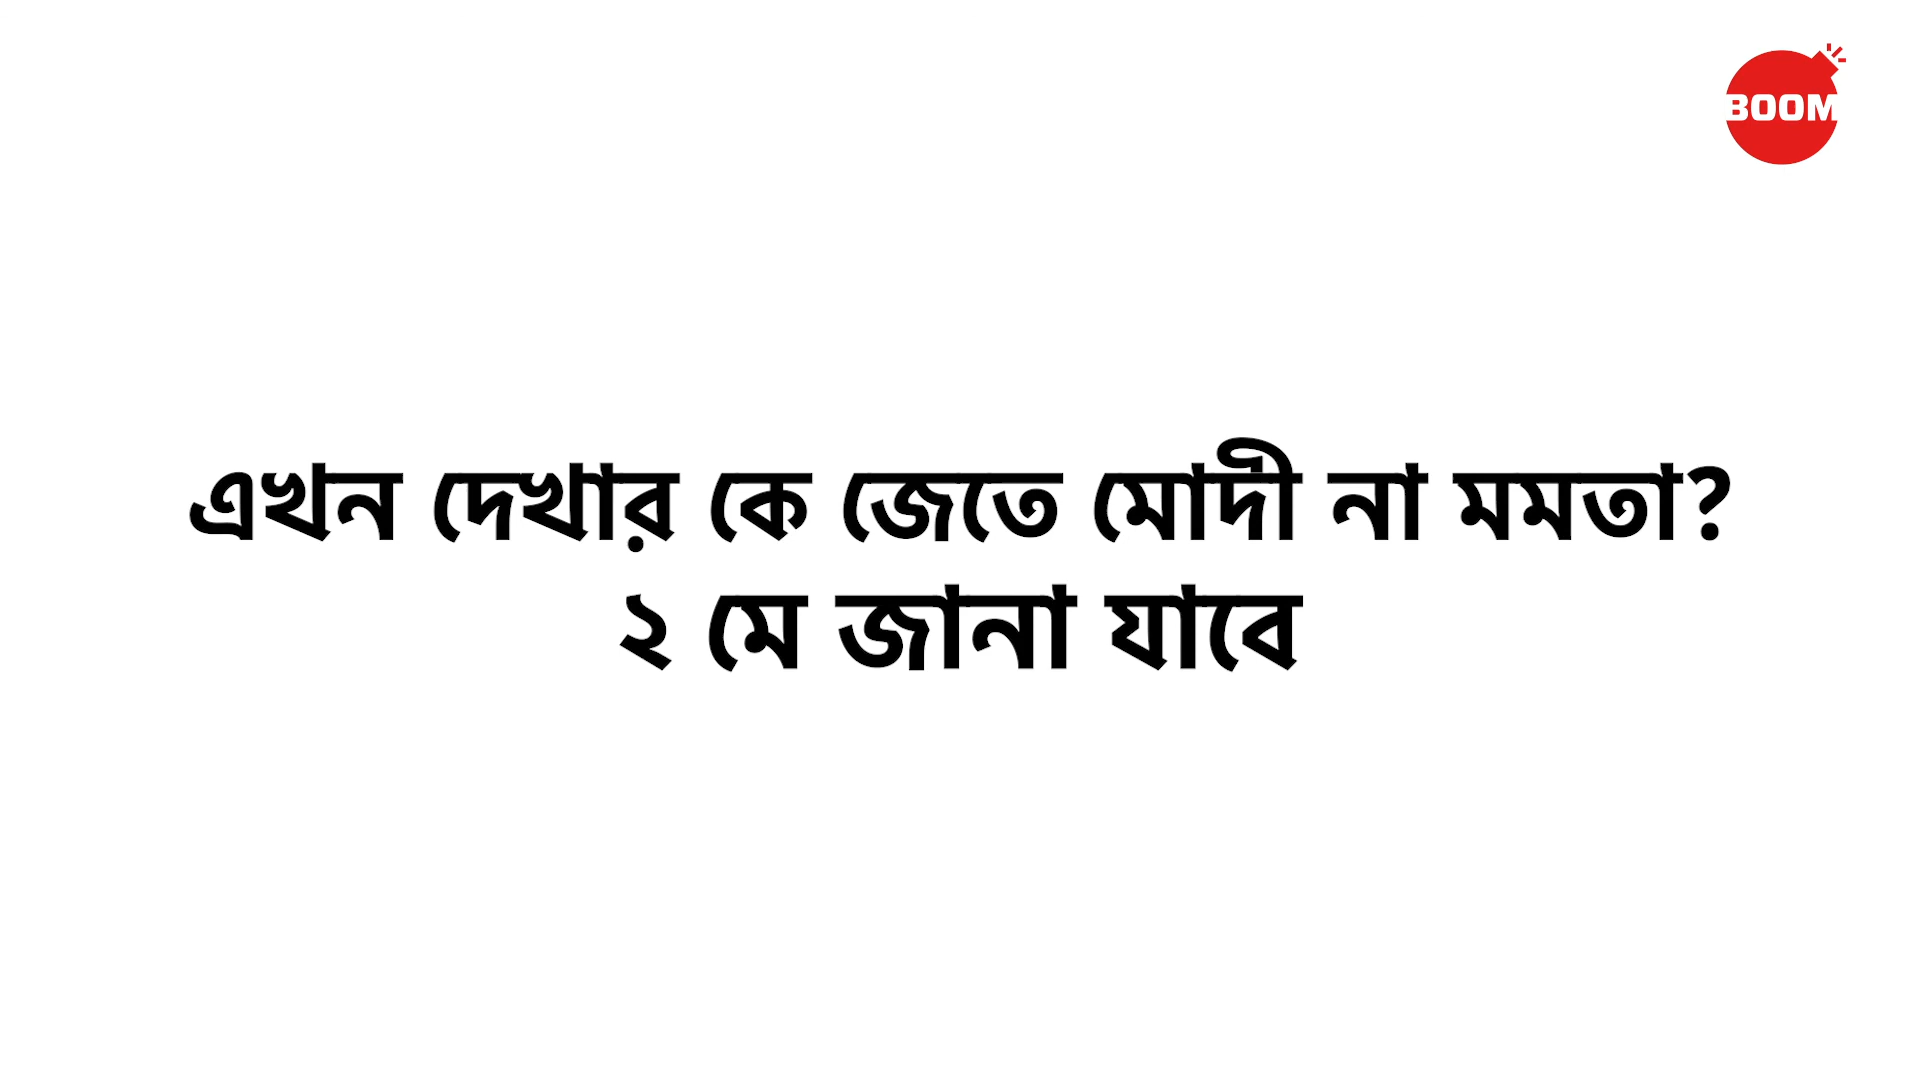 BOOM
এখন দেখার কে জেতে মোদী না মমতা?
২ মে জানা যাবে